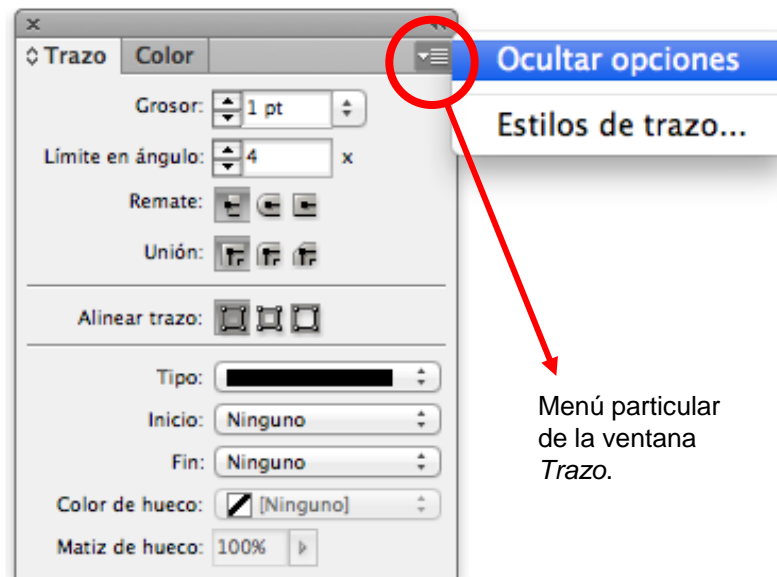 Trazo Color
Ocultar opciones
Estilos de trazo...
Grosor: 1 pt
Límite en ángulo: 4 x
Remate:
Unión:
Alinear trazo:
Tipo:
Inicio: Ninguno
Fin: Ninguno
Color de hueco: [Ninguno]
Matiz de hueco: 100%
Menú particular
de la ventana
Trazo.